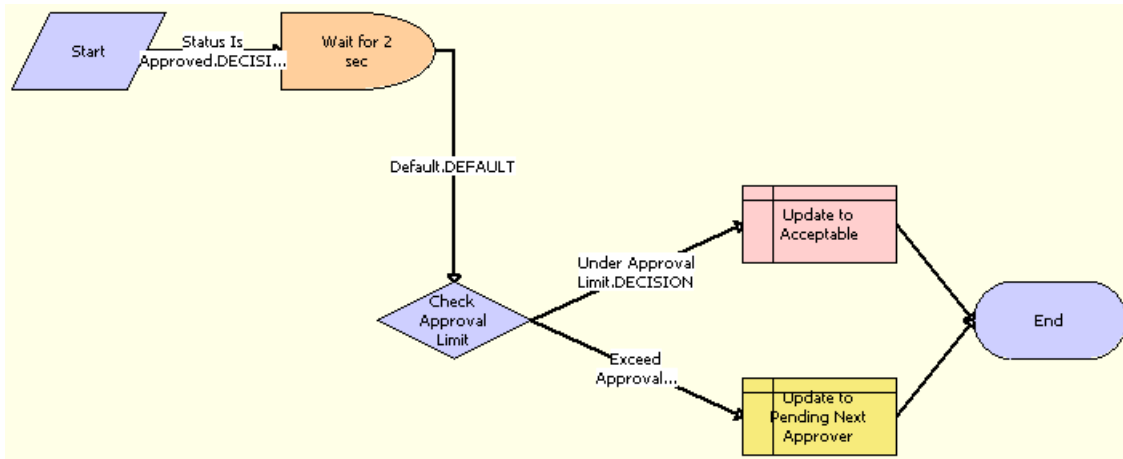 Start
Status Is
Approved.DECISI...
Wait for 2
sec
Default.DEFAULT
Check
Approval
Limit
Under Approval
Limit.DECISION
Update to
Acceptable
Exceed
Approval...
Update to
Pending Next
Approver
End